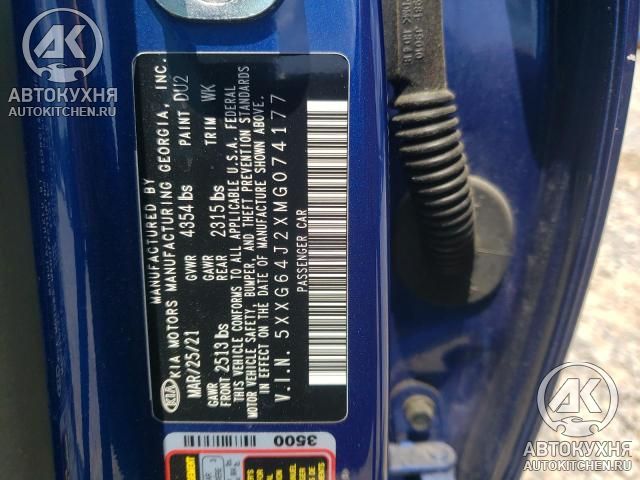 АВТОКУХНЯ
AUTOKITCHEN.RU
KIA
MANUFACTURED BY
KIA MOTORS MANUFACTURING GEORGIA, INC.
MAR/25/21 GVWR 4354 lbs PAINT DU2
GAWR FRONT 2513 lbs GAWR REAR 2315 lbs TRIM WK
THIS VEHICLE CONFORMS TO ALL APPLICABLE U.S.A. FEDERAL
MOTOR VEHICLE SAFETY, BUMPER, AND THEFT PREVENTION STANDARDS
IN EFFECT ON THE DATE OF MANUFACTURE SHOWN ABOVE.
V.I.N. 5XXG64J2XMG074177
PASSENGER CAR
3500
АВТОКУХНЯ
AUTOKITCHEN.RU